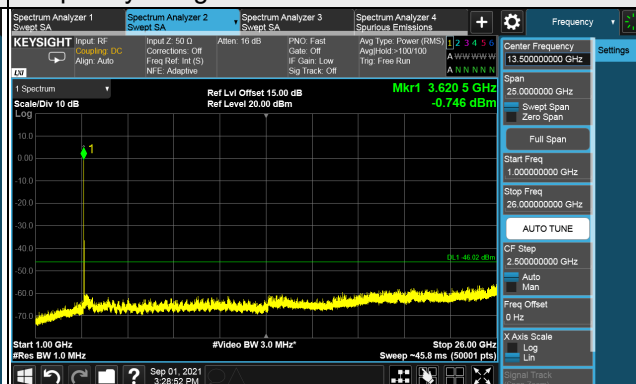 Spectrum Analyzer 1
Swept SA
Spectrum Analyzer 2
Swept SA
Spectrum Analyzer 3
Swept SA
Spectrum Analyzer 4
Spurious Emissions
+
Frequency
KEYSIGHT
LXI
Input: RF
Coupling: DC
Align: Auto
Input Z: 50 Ω
Corrections: Off
Freq Ref: Int (S)
NFE: Adaptive
Atten: 16 dB
PNO: Fast
Gate: Off
IF Gain: Low
Sig Track: Off
Avg Type: Power (RMS)
Avg|Hold:>100/100
Trig: Free Run
1 2 3 4 5 6
A W W W W W
A N N N N N
1 Spectrum
Scale/Div 10 dB
Log
Ref Lvl Offset 15.00 dB
Ref Level 20.00 dBm
Mkr1 3.620 5 GHz
-0.746 dBm
10.0
0.00
-10.0
-20.0
-30.0
-40.0
-50.0
-60.0
-70.0
1
DL1 -46.02 dBm
Start 1.00 GHz
#Res BW 1.0 MHz
#Video BW 3.0 MHz*
Stop 26.00 GHz
Sweep ~45.8 ms (50001 pts)
Sep 01, 2021
3:28:52 PM
?
Center Frequency
13.500000000 GHz
Settings
Span
25.0000000 GHz
Swept Span
Zero Span
Full Span
Start Freq
1.000000000 GHz
Stop Freq
26.000000000 GHz
AUTO TUNE
CF Step
2.500000000 GHz
Auto
Man
Freq Offset
0 Hz
X Axis Scale
Log
Lin
Signal Track